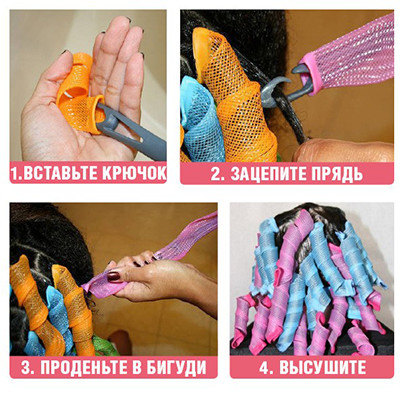 1.ВСТАВЬТЕ КРЮЧОК
2. ЗАЦЕПИТЕ ПРЯДЬ
3. ПРОДЕНЬТЕ В БИГУДИ
4. ВЫСУШИТЕ